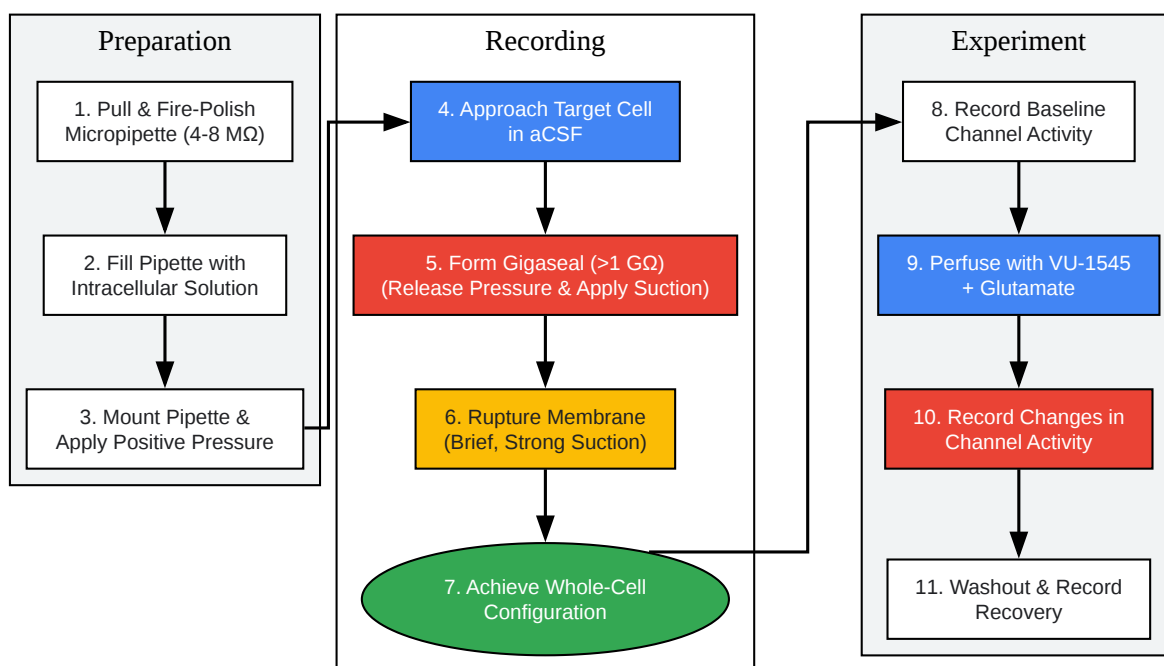 Preparation
1. Pull & Fire-Polish
Micropipette (4-8 MΩ)
2. Fill Pipette with
Intracellular Solution
3. Mount Pipette &
Apply Positive Pressure
Recording
4. Approach Target Cell
in aCSF
5. Form Gigaseal (>1 GΩ)
(Release Pressure & Apply Suction)
6. Rupture Membrane
(Brief, Strong Suction)
7. Achieve Whole-Cell
Configuration
Experiment
8. Record Baseline
Channel Activity
9. Perfuse with VU-1545
+ Glutamate
10. Record Changes in
Channel Activity
11. Washout & Record
Recovery